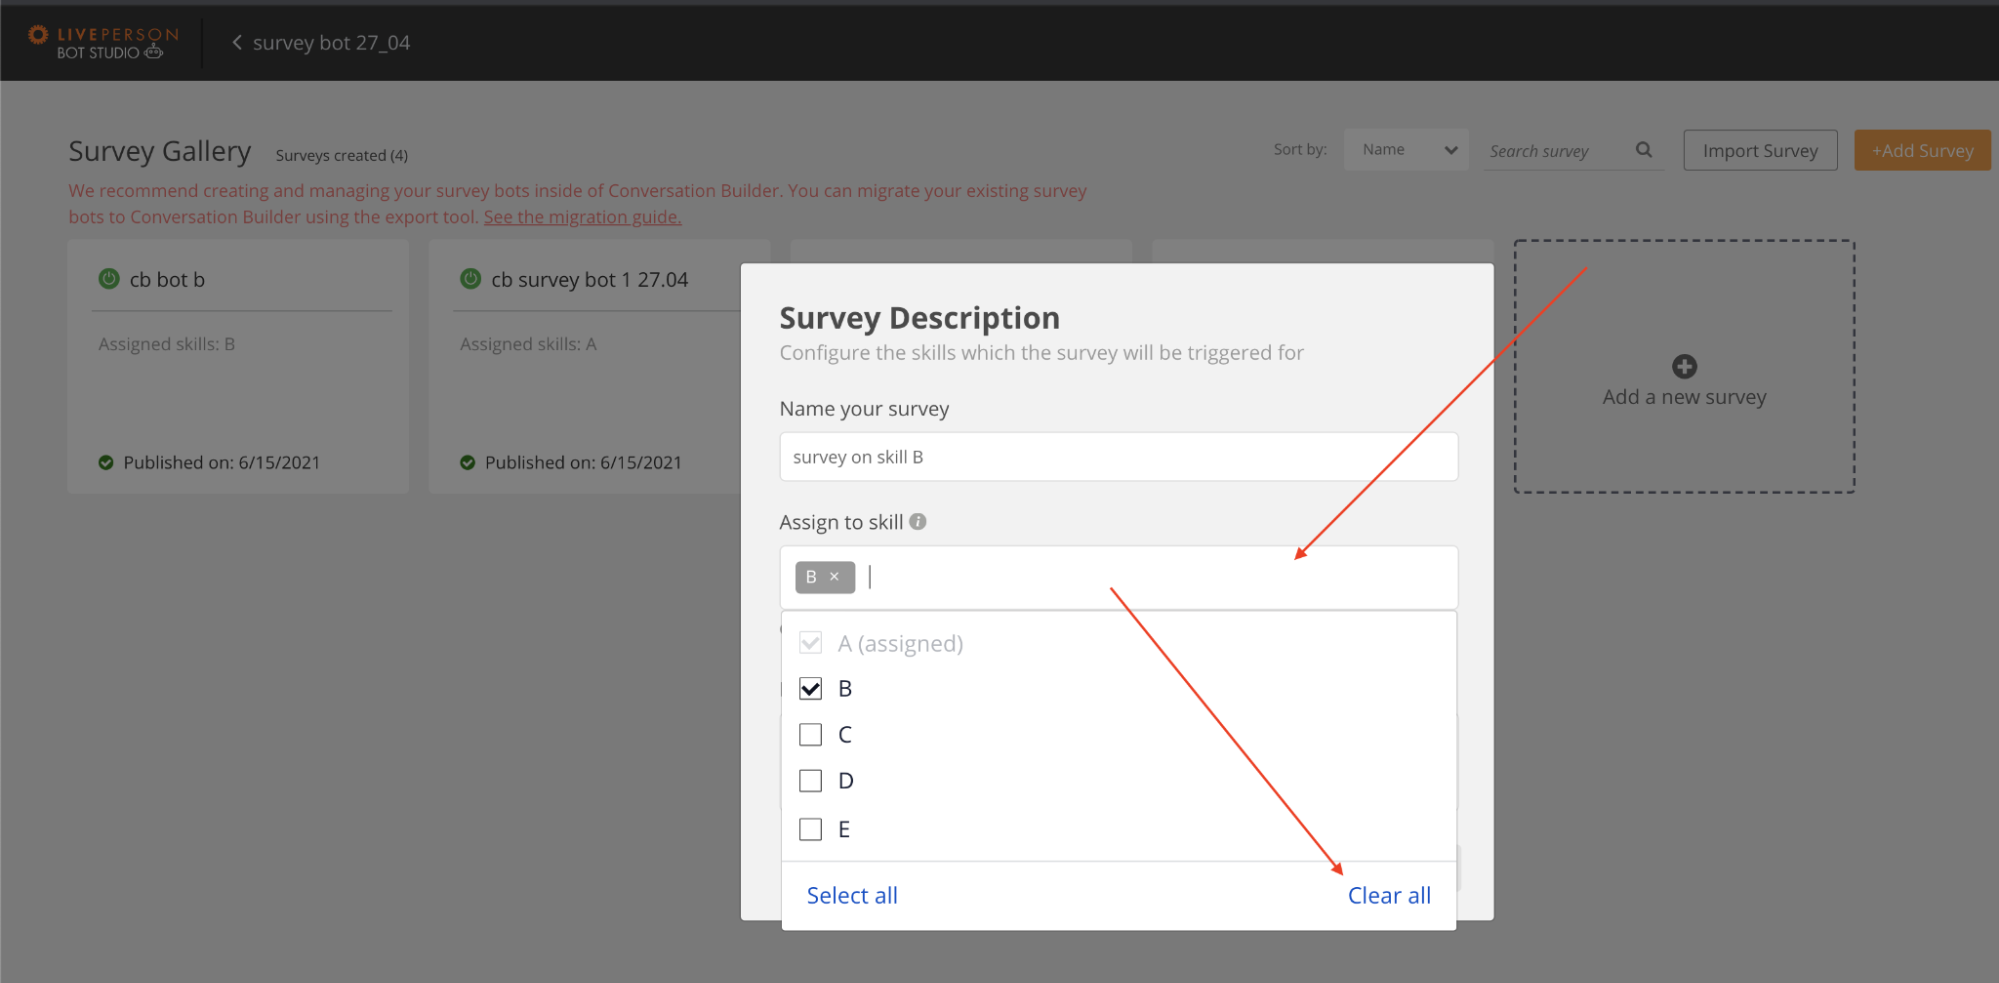 LIVEPERSON
BOT STUDIO
survey bot 27_04
Survey Gallery
Surveys created (4)
Sort by:
Name
Search survey
Import Survey
+Add Survey
We recommend creating and managing your survey bots inside of Conversation Builder. You can migrate your existing survey
bots to Conversation Builder using the export tool. See the migration guide.
cb bot b
Assigned skills: B
Published on: 6/15/2021
cb survey bot 1 27.04
Assigned skills: A
Published on: 6/15/2021
Add a new survey
Survey Description
Configure the skills which the survey will be triggered for
Name your survey
survey on skill B
Assign to skill
B ×
A (assigned)
B
C
D
E
Select all
Clear all